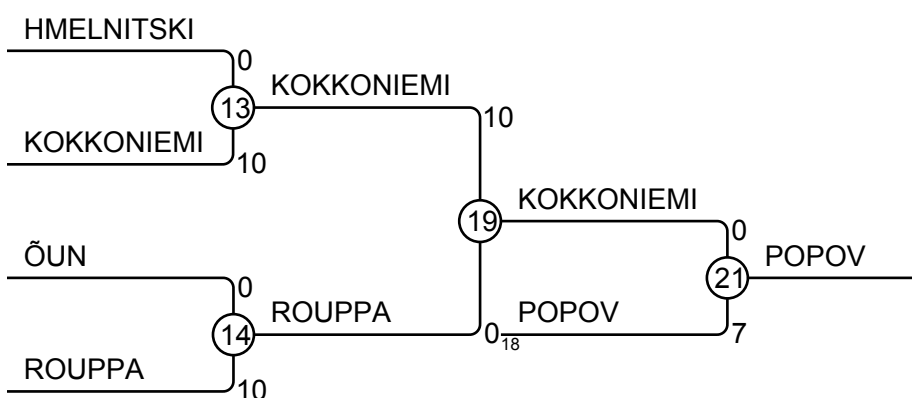 HMELNITSKI
0
13
KOKKONIEMI
10
KOKKONIEMI
10
19
KOKKONIEMI
0
ÕUN
0
21
POPOV
14
ROUPPA
0
18
POPOV
7
ROUPPA
10